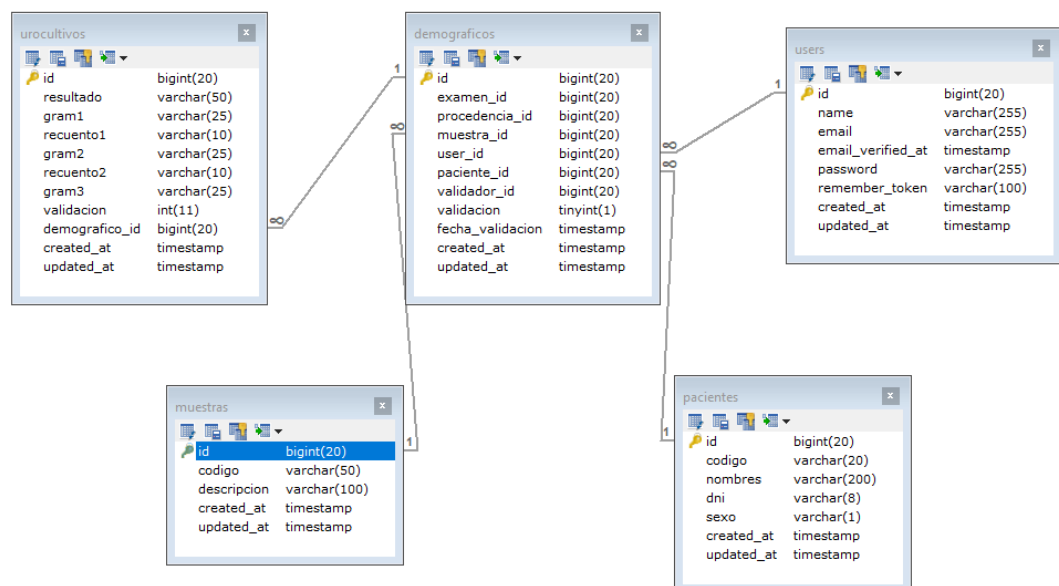 urocultivos
id bigint(20)
resultado varchar(50)
gram1 varchar(25)
recuento1 varchar(10)
gram2 varchar(25)
recuento2 varchar(10)
gram3 varchar(25)
validacion int(11)
demografico_id bigint(20)
created_at timestamp
updated_at timestamp
demograficos
id bigint(20)
examen_id bigint(20)
procedencia_id bigint(20)
muestra_id bigint(20)
user_id bigint(20)
paciente_id bigint(20)
validador_id bigint(20)
validacion tinyint(1)
fecha_validacion timestamp
created_at timestamp
updated_at timestamp
users
id bigint(20)
name varchar(255)
email varchar(255)
email_verified_at timestamp
password varchar(255)
remember_token varchar(100)
created_at timestamp
updated_at timestamp
1
∞
1
∞
∞
∞
1
1
muestras
id bigint(20)
codigo varchar(50)
descripcion varchar(100)
created_at timestamp
updated_at timestamp
pacientes
id bigint(20)
codigo varchar(20)
nombres varchar(200)
dni varchar(8)
sexo varchar(1)
created_at timestamp
updated_at timestamp